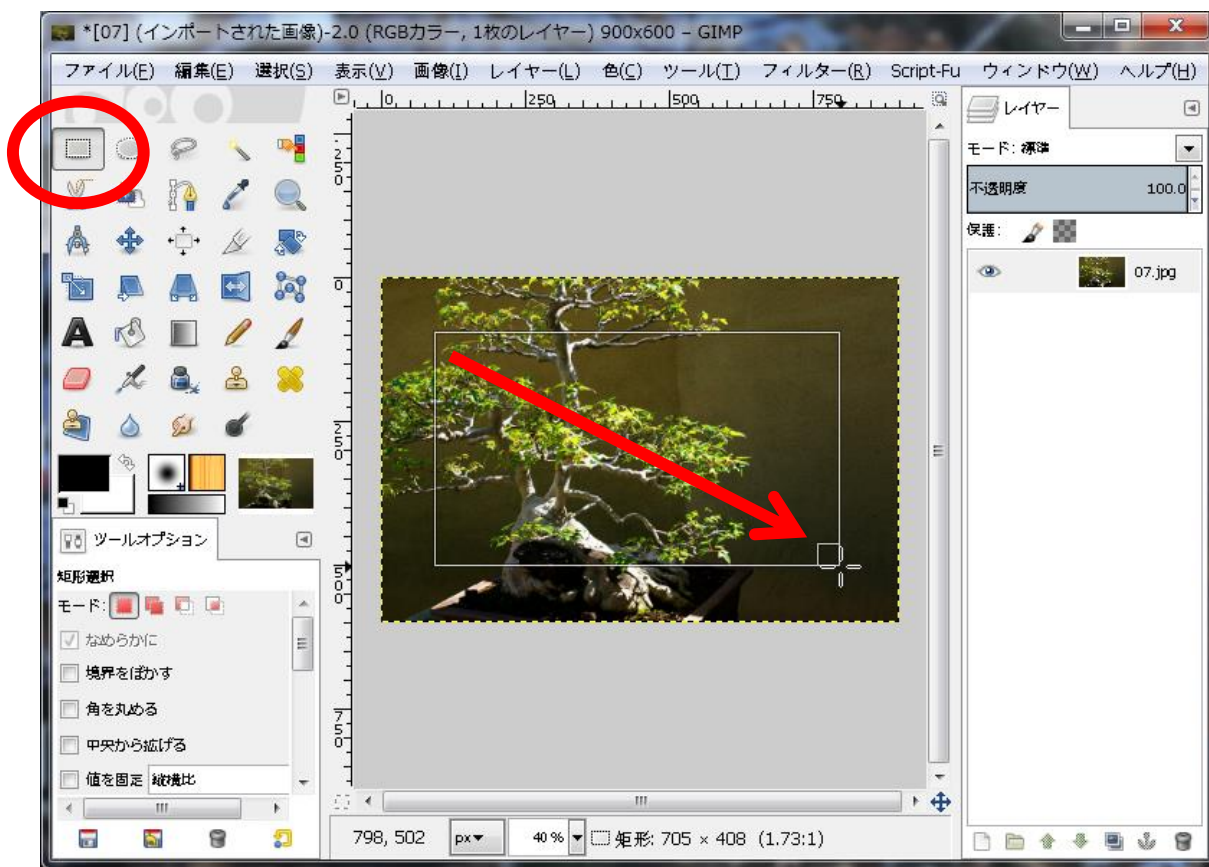 *[07] (インポートされた画像)-2.0 (RGBカラー, 1枚のレイヤー) 900x600 – GIMP
ファイル(F) 編集(E) 選択(S) 表示(V) 画像(I) レイヤー(L) 色(C) ツール(T) フィルター(R) Script-Fu ウィンドウ(W) ヘルプ(H)
0 250 500 750
レイヤー
モード: 標準
不透明度 100.0
保護:
07.jpg
250
0
250
500
750
ツールオプション
矩形選択
モード:
なめらかに
境界をぼかす
角を丸める
中央から拡げる
値を固定 縦横比
798, 502 px 40 % 矩形: 705 × 408 (1.73:1)